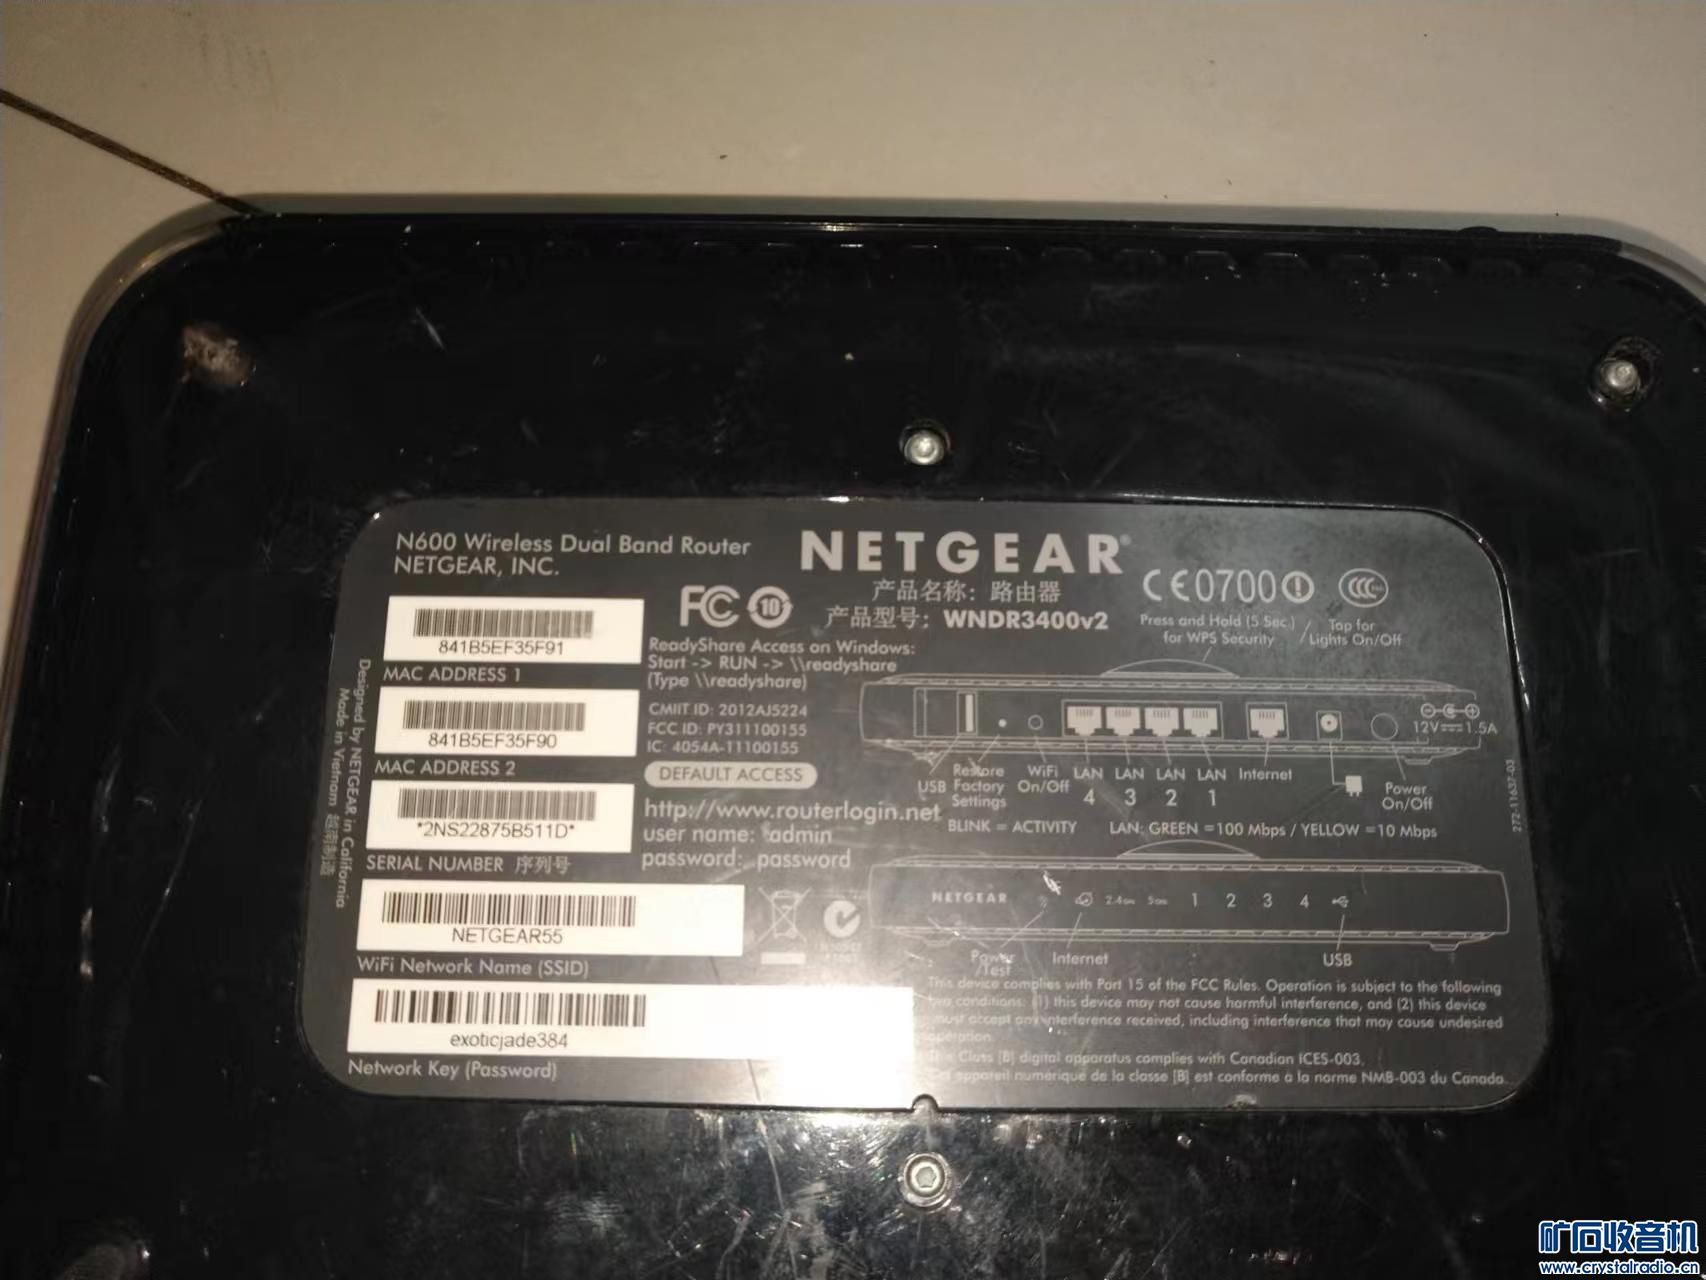 N600 Wireless Dual Band Router
NETGEAR, INC.
NETGEAR®
产品名称: 路由器
产品型号: WNDR3400v2
FC 10
CE0700
CCC
841B5EF35F91
MAC ADDRESS 1
841B5EF35F90
MAC ADDRESS 2
*2NS22875B511D*
SERIAL NUMBER 序列号
NETGEAR55
WiFi Network Name (SSID)
exoticjade384
Network Key (Password)
Designed by NETGEAR in California
Made in Vietnam 越南制造
ReadyShare Access on Windows:
Start -> RUN -> \\readyshare
(Type \\readyshare)
CMIIT ID: 2012AJ5224
FCC ID: PY311100155
IC: 4054A-11100155
DEFAULT ACCESS
http://www.routerlogin.net
user name: admin
password: password
Press and Hold (5 Sec.)
for WPS Security
/
Tap for
Lights On/Off
12V 1.5A
USB
Restore
Factory
Settings
WiFi
On/Off
LAN
4
LAN
3
LAN
2
LAN
1
Internet
Power
On/Off
BLINK = ACTIVITY LAN: GREEN =100 Mbps / YELLOW =10 Mbps
272-11637-03
NETGEAR 1 2 3 4
Power
/Test
Internet
USB
This device complies with Part 15 of the FCC Rules. Operation is subject to the following
two conditions: (1) this device may not cause harmful interference, and (2) this device
must accept any interference received, including interference that may cause undesired
operation.
This Class [B] digital apparatus complies with Canadian ICES-003.
Cet appareil numérique de la classe [B] est conforme à la norme NMB-003 du Canada.
矿石收音机
www.crystalradio.cn